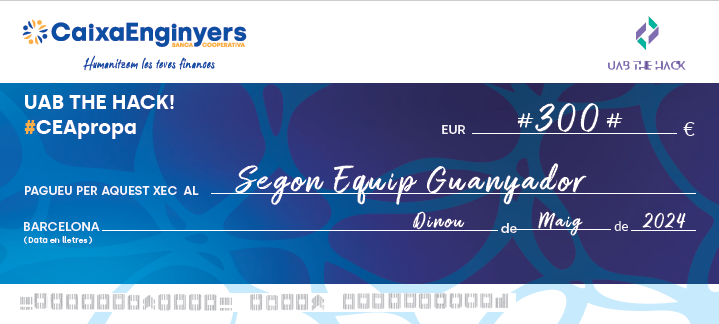 CaixaEnginyers
BANCA COOPERATIVA
Humanitzem les teves finances
UAB THE HACK
UAB THE HACK!
#CEApropa
EUR #300# €
PAGUEU PER AQUEST XEC AL Segon Equip Guanyador
BARCELONA Dinou de Maig de 2024
(Data en lletres)